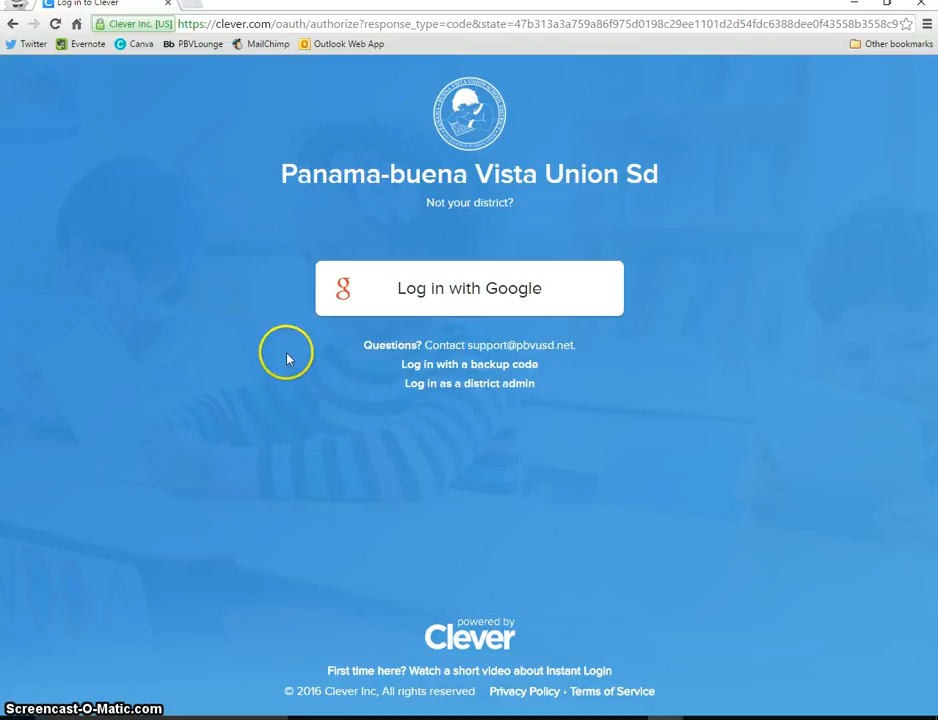 Log in to Clever
Clever Inc. [US] https://clever.com/oauth/authorize?response_type=code&state=47b313a3a759a86f975d0198c29ee1101d2d54fdc6388dee0f43558b3558c9
Twitter Evernote Canva Bb PBVLounge MailChimp Outlook Web App Other bookmarks
Panama-buena Vista Union Sd
Not your district?
g Log in with Google
Questions? Contact support@pbvusd.net.
Log in with a backup code
Log in as a district admin
powered by
Clever
First time here? Watch a short video about Instant Login
© 2016 Clever Inc, All rights reserved Privacy Policy · Terms of Service
Screencast-O-Matic.com